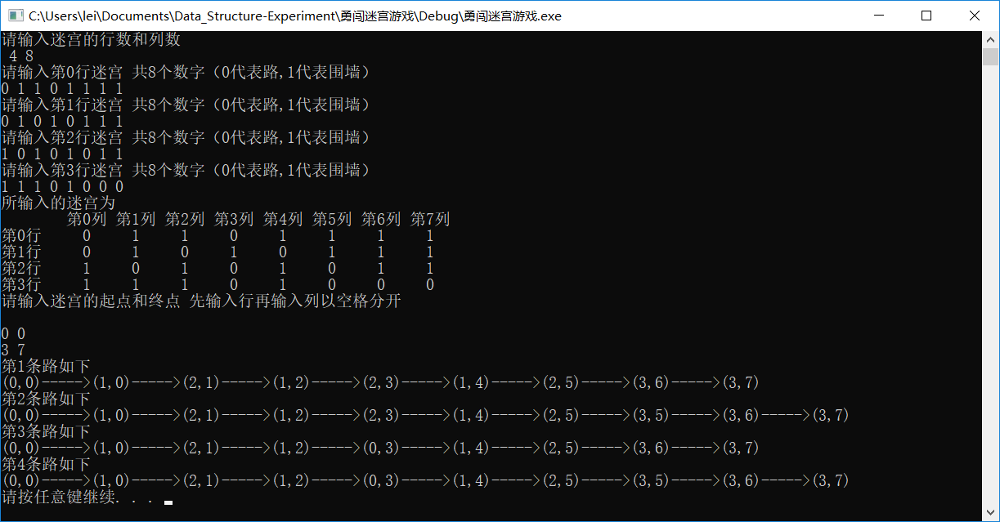 C:\Users\lei\Documents\Data_Structure-Experiment\勇闯迷宫游戏\Debug\勇闯迷宫游戏.exe
请输入迷宫的行数和列数
 4 8
请输入第0行迷宫 共8个数字（0代表路,1代表围墙）
0 1 1 0 1 1 1 1
请输入第1行迷宫 共8个数字（0代表路,1代表围墙）
0 1 0 1 0 1 1 1
请输入第2行迷宫 共8个数字（0代表路,1代表围墙）
1 0 1 0 1 0 1 1
请输入第3行迷宫 共8个数字（0代表路,1代表围墙）
1 1 1 0 1 0 0 0
所输入的迷宫为
        第0列 第1列 第2列 第3列 第4列 第5列 第6列 第7列
第0行     0     1     1     0     1     1     1     1
第1行     0     1     0     1     0     1     1     1
第2行     1     0     1     0     1     0     1     1
第3行     1     1     1     0     1     0     0     0
请输入迷宫的起点和终点 先输入行再输入列以空格分开
0 0
3 7
第1条路如下
(0,0)----->(1,0)----->(2,1)----->(1,2)----->(2,3)----->(1,4)----->(2,5)----->(3,6)----->(3,7)
第2条路如下
(0,0)----->(1,0)----->(2,1)----->(1,2)----->(2,3)----->(1,4)----->(2,5)----->(3,5)----->(3,6)----->(3,7)
第3条路如下
(0,0)----->(1,0)----->(2,1)----->(1,2)----->(0,3)----->(1,4)----->(2,5)----->(3,6)----->(3,7)
第4条路如下
(0,0)----->(1,0)----->(2,1)----->(1,2)----->(0,3)----->(1,4)----->(2,5)----->(3,5)----->(3,6)----->(3,7)
请按任意键继续. . .